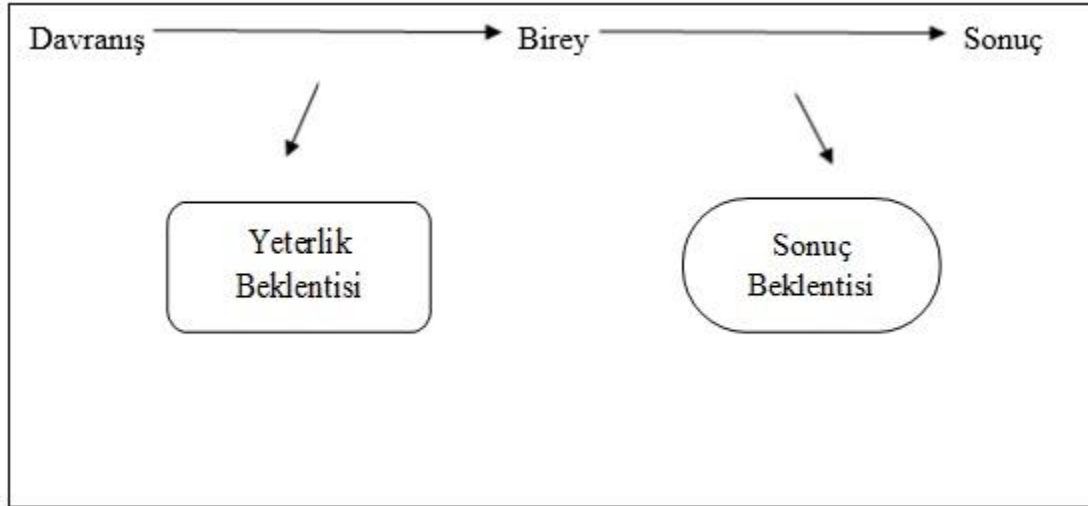 Davranış Birey Sonuç
Yeterlik
Beklentisi
Sonuç
Beklentisi